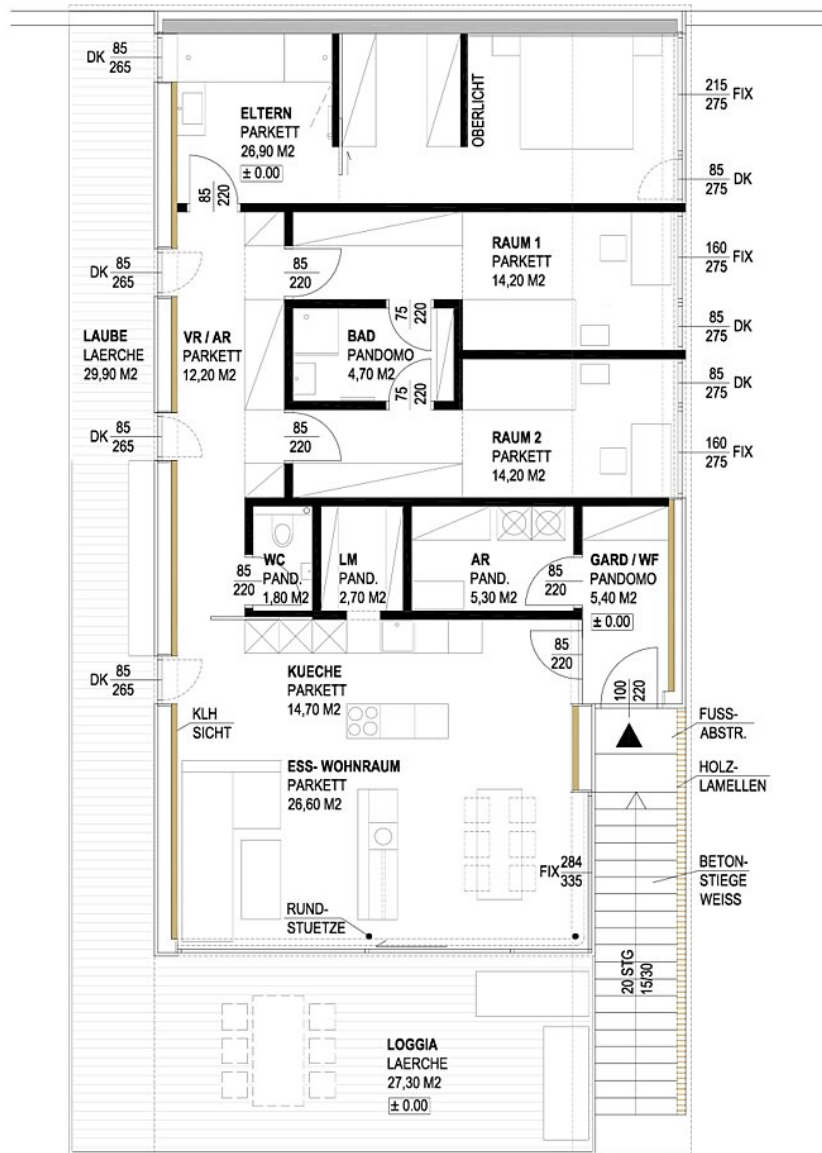 DK 85
265
ELTERN
PARKETT
26,90 M2
± 0.00
OBERLICHT
215
275 FIX
85
275 DK
85
220
DK 85
265
85
220
RAUM 1
PARKETT
14,20 M2
160
275 FIX
LAUBE
LAERCHE
29,90 M2
VR / AR
PARKETT
12,20 M2
BAD
PANDOMO
4,70 M2
75
220
75
220
85
275 DK
85
275 DK
DK 85
265
85
220
RAUM 2
PARKETT
14,20 M2
160
275 FIX
85
220
WC
PAND.
1,80 M2
LM
PAND.
2,70 M2
AR
PAND.
5,30 M2
85
220
GARD / WF
PANDOMO
5,40 M2
± 0.00
DK 85
265
KUECHE
PARKETT
14,70 M2
85
220
100
220
KLH
SICHT
FUSS-
ABSTR.
ESS- WOHNRAUM
PARKETT
26,60 M2
HOLZ-
LAMELLEN
FIX 284
335
BETON-
STIEGE
WEISS
RUND-
STUETZE
20 STG
15/30
LOGGIA
LAERCHE
27,30 M2
± 0.00